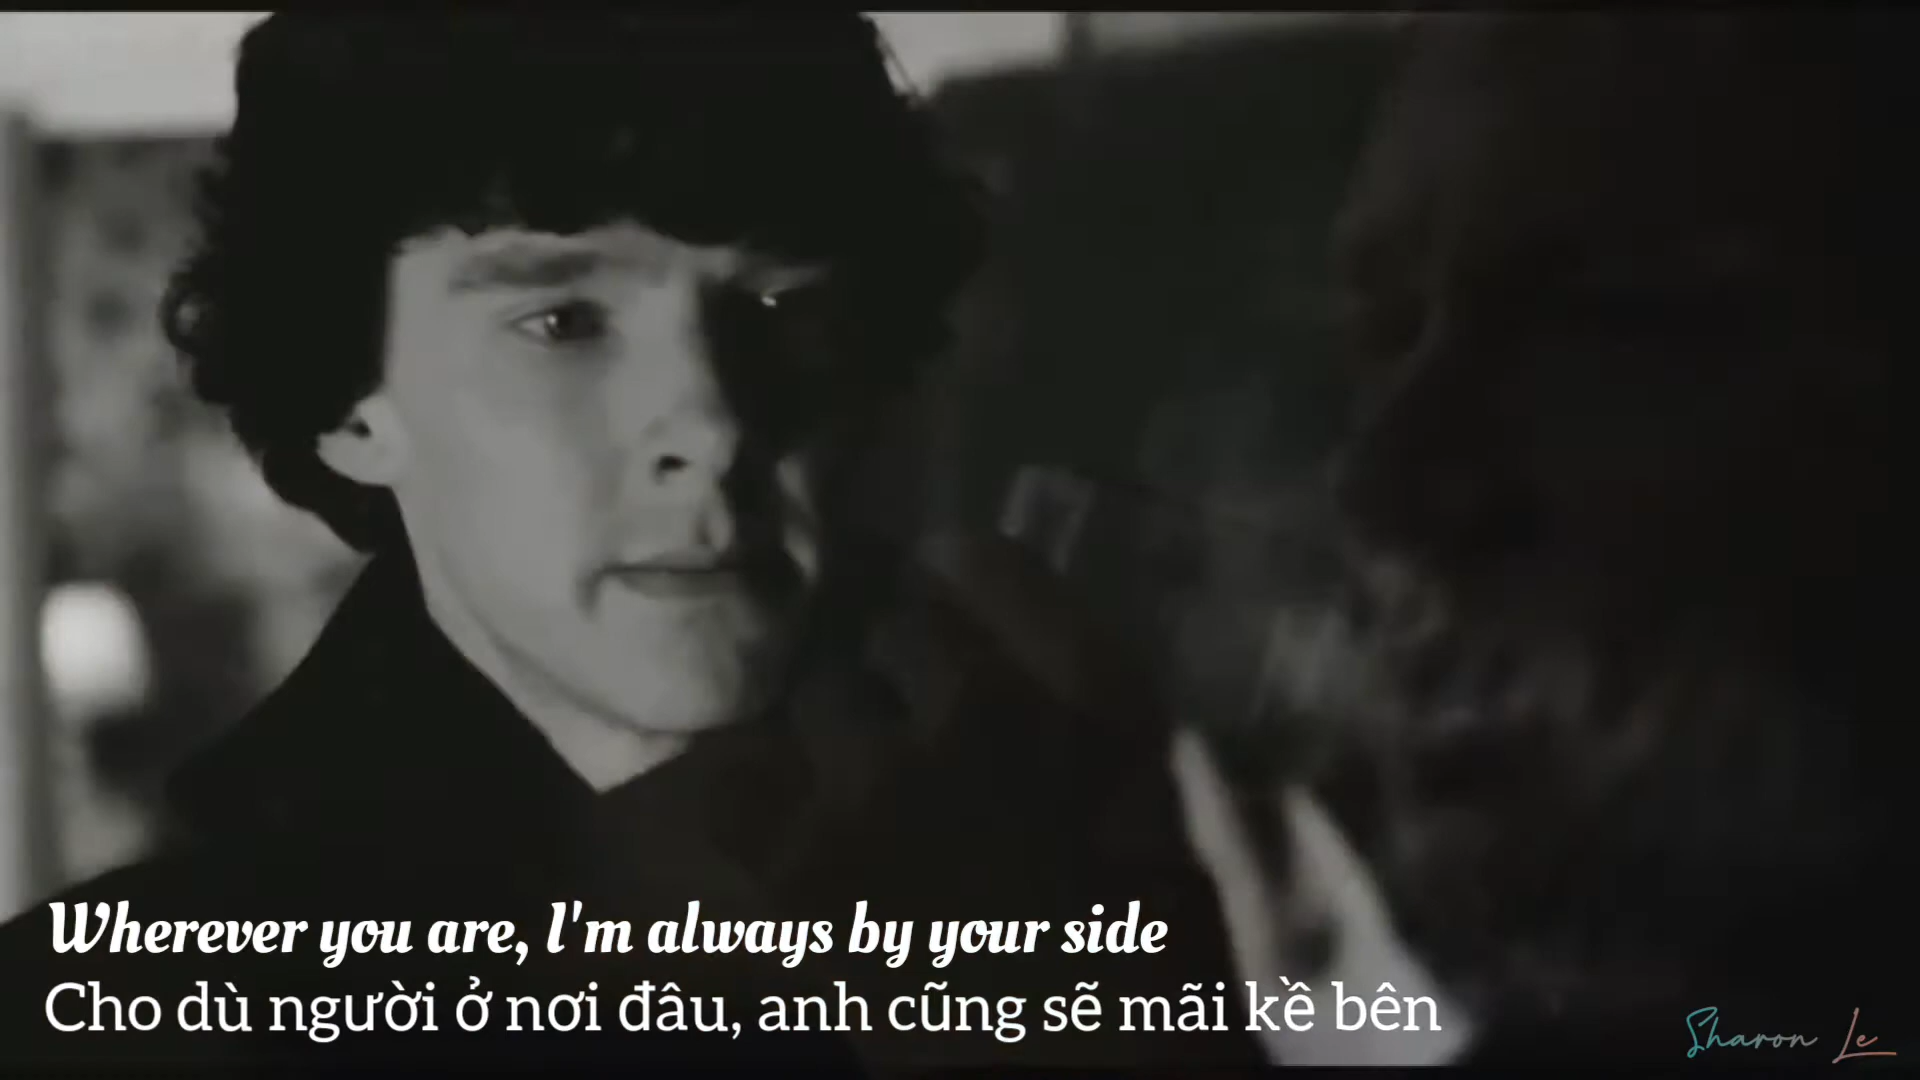 Wherever you are, I'm always by your side
Cho dù người ở nơi đâu, anh cũng sẽ mãi kề bên
Sharon Le